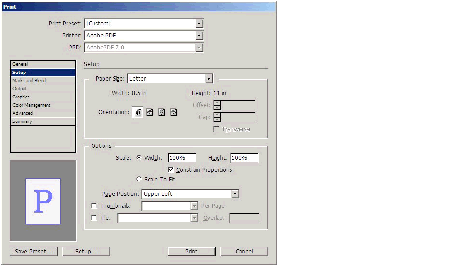 Print
Print Preset: [Custom]
Printer: Adobe PDF
PPD: AdobePDF 7.0
General
Setup
Marks and Bleed
Output
Graphics
Color Management
Advanced
Summary
Setup
Paper Size: Letter
Width: 8.5 in Height: 11 in
Orientation:
Offset:
Gap:
Transverse
Options
Scale: Width: 100% Height: 100%
Constrain Proportions
Scale To Fit
Page Position: Upper Left
Thumbnails: Per Page
Tile: Overlap:
P
Save Preset... Setup... Print Cancel